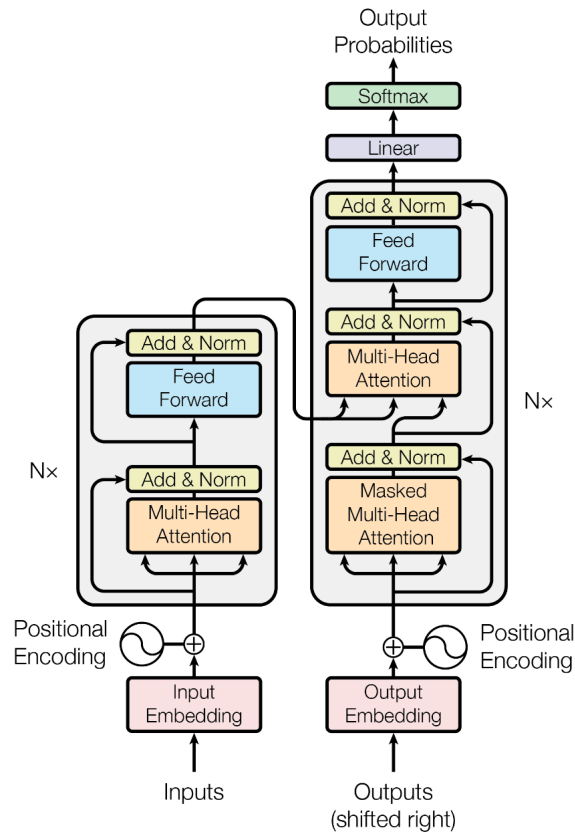 Output
Probabilities
Softmax
Linear
Add & Norm
Feed
Forward
Add & Norm
Multi-Head
Attention
Add & Norm
Masked
Multi-Head
Attention
N×
Add & Norm
Feed
Forward
Add & Norm
Multi-Head
Attention
N×
Positional
Encoding
Positional
Encoding
Input
Embedding
Output
Embedding
Inputs
Outputs
(shifted right)